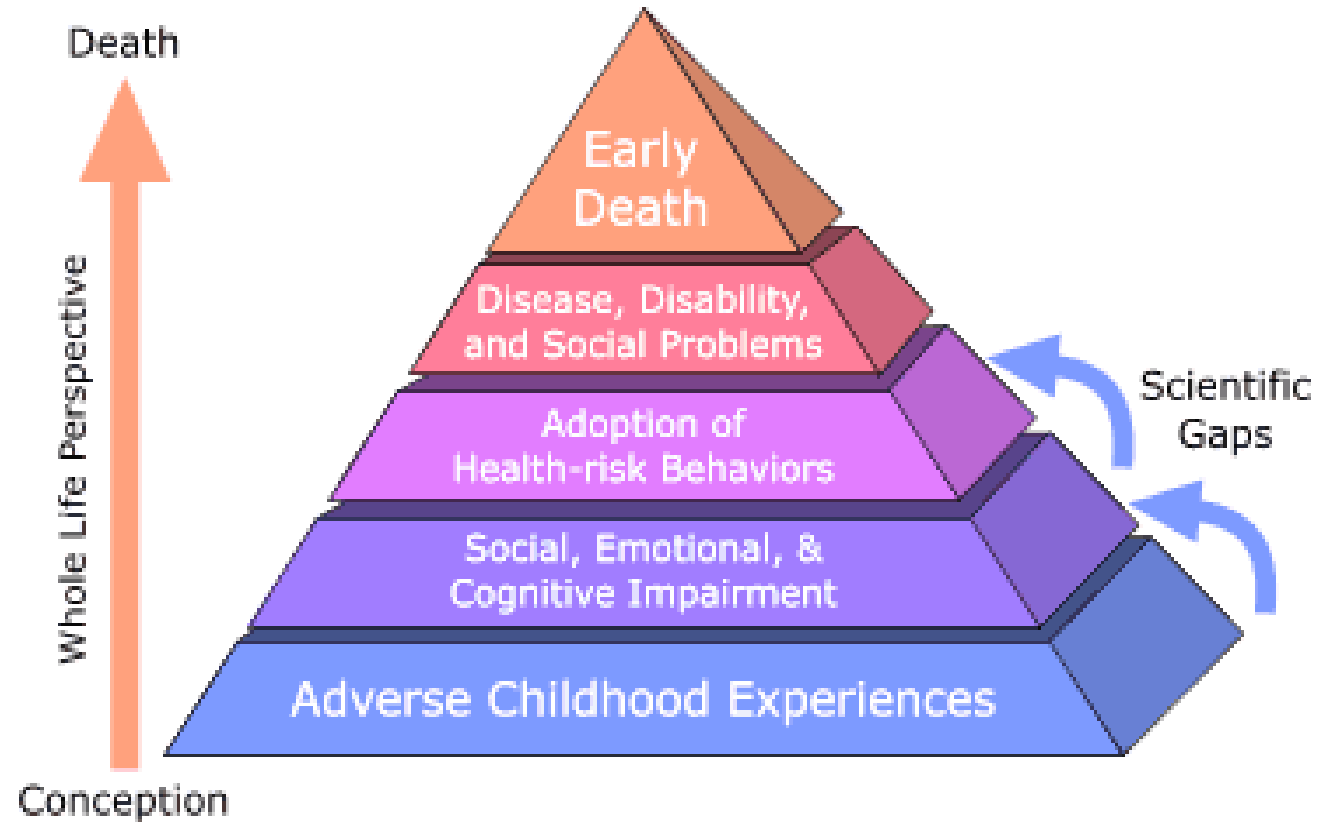 Death
Whole Life Perspective
Conception
Early
Death
Disease, Disability,
and Social Problems
Adoption of
Health-risk Behaviors
Social, Emotional, &
Cognitive Impairment
Adverse Childhood Experiences
Scientific
Gaps